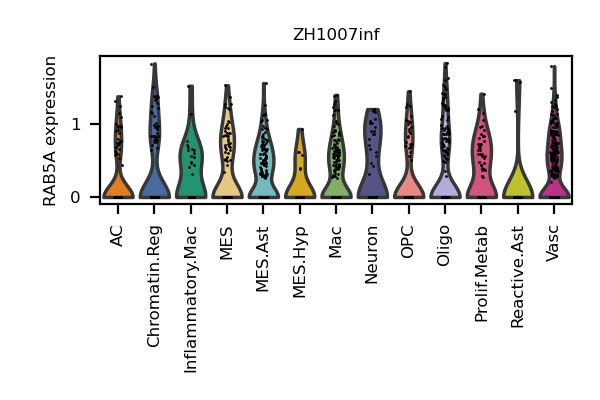 ZH1007inf
RAB5A expression
1
0
AC
Chromatin.Reg
Inflammatory.Mac
MES
MES.Ast
MES.Hyp
Mac
Neuron
OPC
Oligo
Prolif.Metab
Reactive.Ast
Vasc